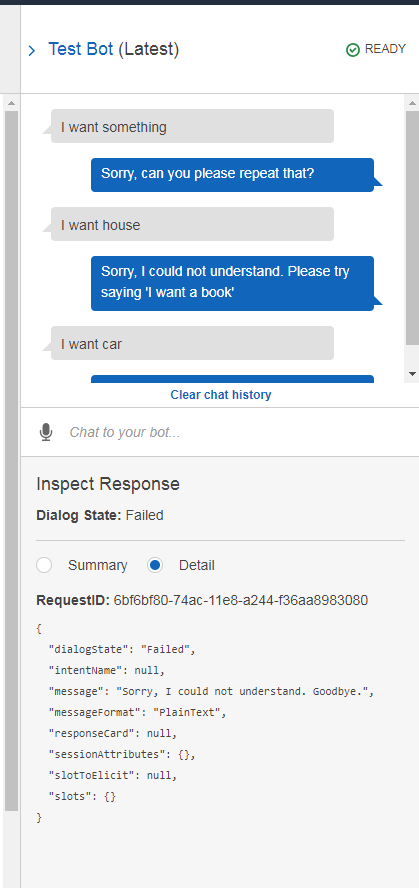 Test Bot (Latest)
READY
I want something
Sorry, can you please repeat that?
I want house
Sorry, I could not understand. Please try
saying 'I want a book'
I want car
Clear chat history
Chat to your bot...
Inspect Response
Dialog State: Failed
Summary
Detail
RequestID: 6bf6bf80-74ac-11e8-a244-f36aa8983080
{
"dialogState": "Failed",
"intentName": null,
"message": "Sorry, I could not understand. Goodbye.",
"messageFormat": "PlainText",
"responseCard": null,
"sessionAttributes": {},
"slotToElicit": null,
"slots": {}
}